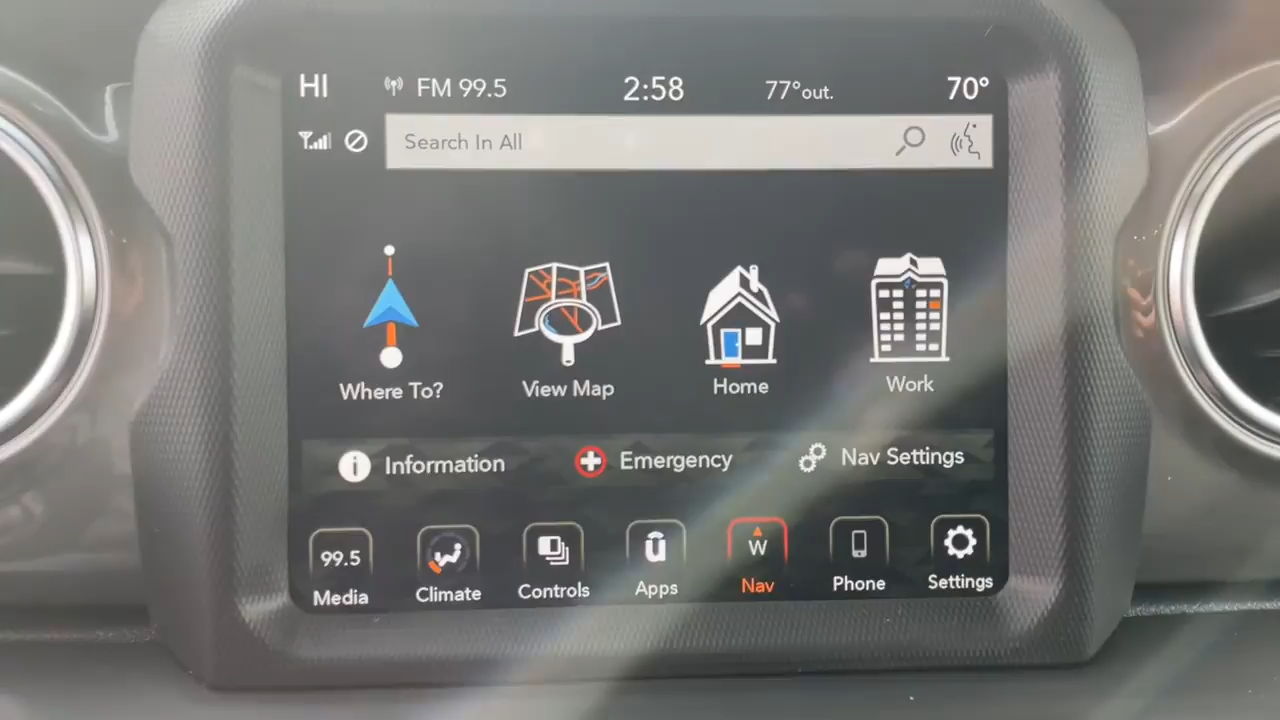 HI FM 99.5 2:58 77°out. 70°
Search In All
Where To? View Map Home Work
i Information Emergency Nav Settings
99.5 W
Media Climate Controls Apps Nav Phone Settings